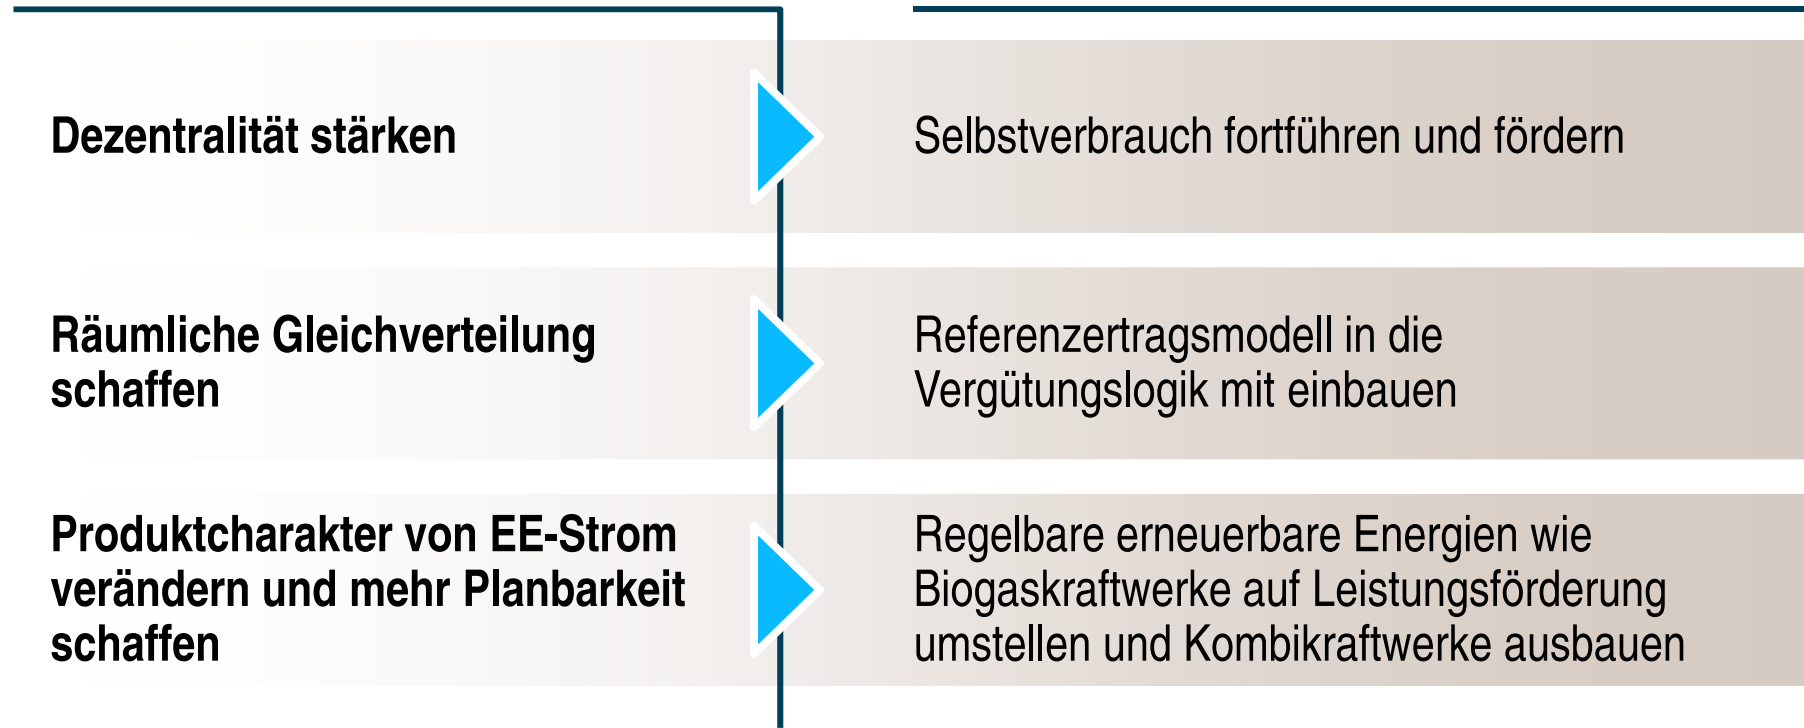 Dezentralität stärken
Selbstverbrauch fortführen und fördern
Räumliche Gleichverteilung
schaffen
Referenzertragsmodell in die
Vergütungslogik mit einbauen
Produktcharakter von EE-Strom
verändern und mehr Planbarkeit
schaffen
Regelbare erneuerbare Energien wie
Biogaskraftwerke auf Leistungsförderung
umstellen und Kombikraftwerke ausbauen